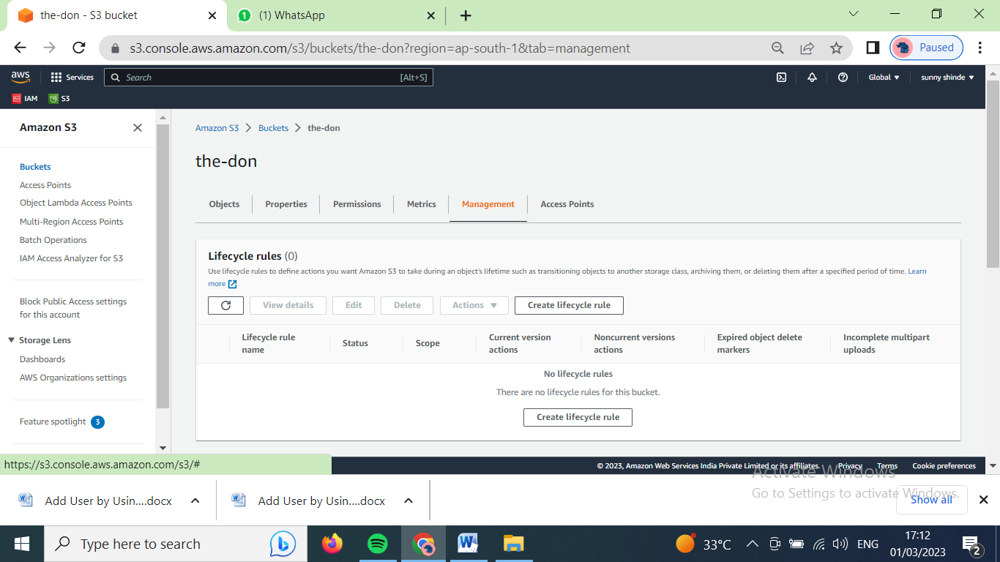 the-don - S3 bucket
1 (1) WhatsApp
s3.console.aws.amazon.com/s3/buckets/the-don?region=ap-south-1&tab=management
Paused
aws
Services
Search [Alt+S]
Global
sunny shinde
IAM
S3
Amazon S3
Buckets
Access Points
Object Lambda Access Points
Multi-Region Access Points
Batch Operations
IAM Access Analyzer for S3
Block Public Access settings
for this account
Storage Lens
Dashboards
AWS Organizations settings
Feature spotlight 3
Amazon S3 > Buckets > the-don
the-don
Objects
Properties
Permissions
Metrics
Management
Access Points
Lifecycle rules (0)
Use lifecycle rules to define actions you want Amazon S3 to take during an object's lifetime such as transitioning objects to another storage class, archiving them, or deleting them after a specified period of time. Learn
more
View details
Edit
Delete
Actions
Create lifecycle rule
Lifecycle rule
name
Status
Scope
Current version
actions
Noncurrent versions
actions
Expired object delete
markers
Incomplete multipart
uploads
No lifecycle rules
There are no lifecycle rules for this bucket.
Create lifecycle rule
https://s3.console.aws.amazon.com/s3/#
© 2023, Amazon Web Services India Private Limited or its affiliates.
Privacy
Terms
Cookie preferences
Activate Windows
Go to Settings to activate Windows.
Add User by Usin....docx
Add User by Usin....docx
Show all
Type here to search
33°C
ENG
17:12
01/03/2023
2